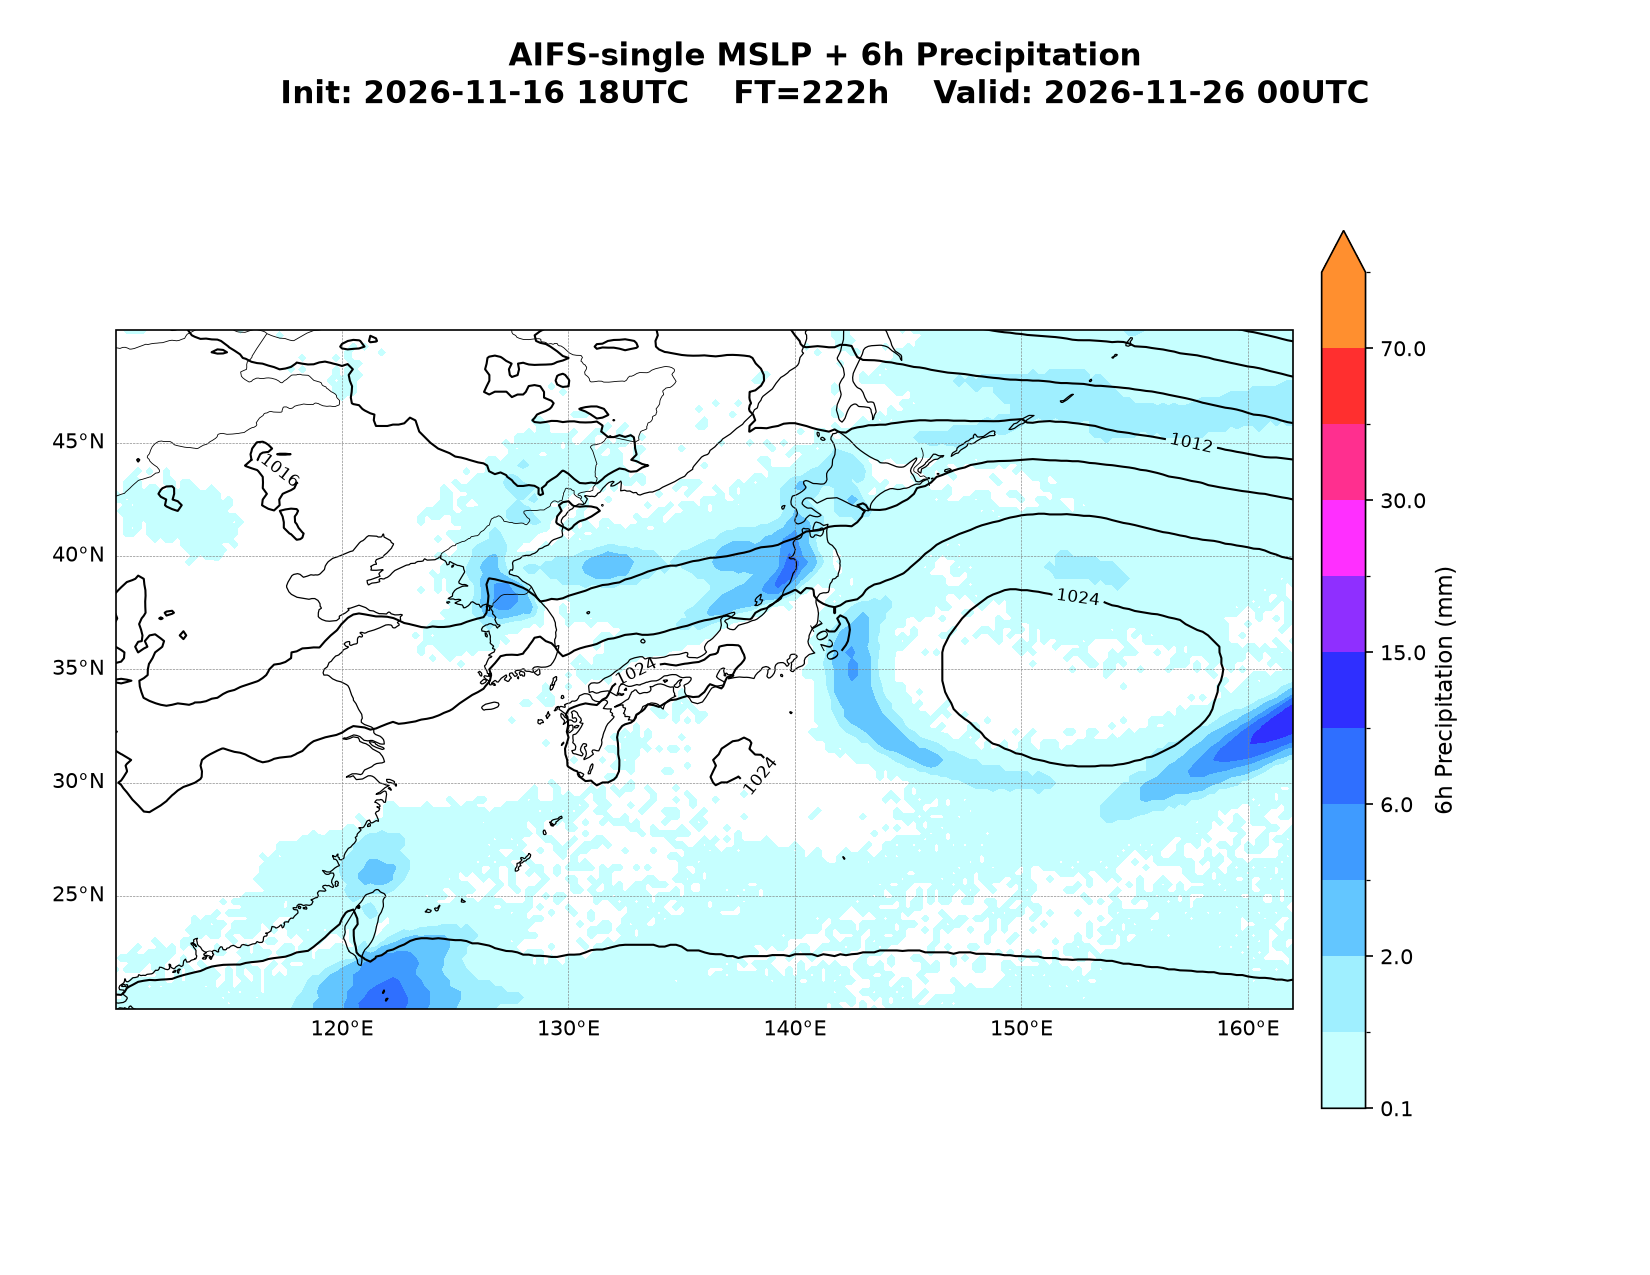 AIFS-single MSLP + 6h Precipitation
Init: 2026-11-16 18UTC    FT=222h    Valid: 2026-11-26 00UTC
70.0
30.0
15.0
6.0
2.0
0.1
6h Precipitation (mm)
45°N
40°N
35°N
30°N
25°N
120°E
130°E
140°E
150°E
160°E
1012
1016
1024
020
1024
1024